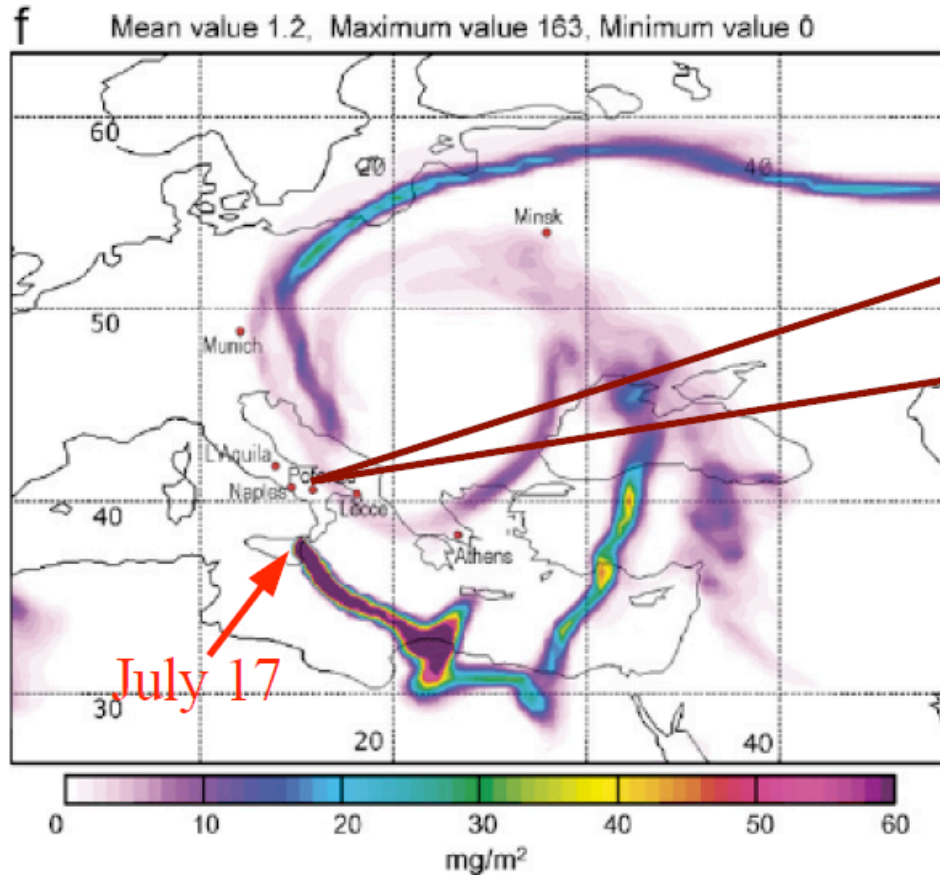 f
Mean value 1.2, Maximum value 163, Minimum value 0
60
20
40
Minsk
50
Munich
L'Aquila
Naples
Lecce
40
Athens
July 17
30
20
40
0 10 20 30 40 50 60
mg/m²